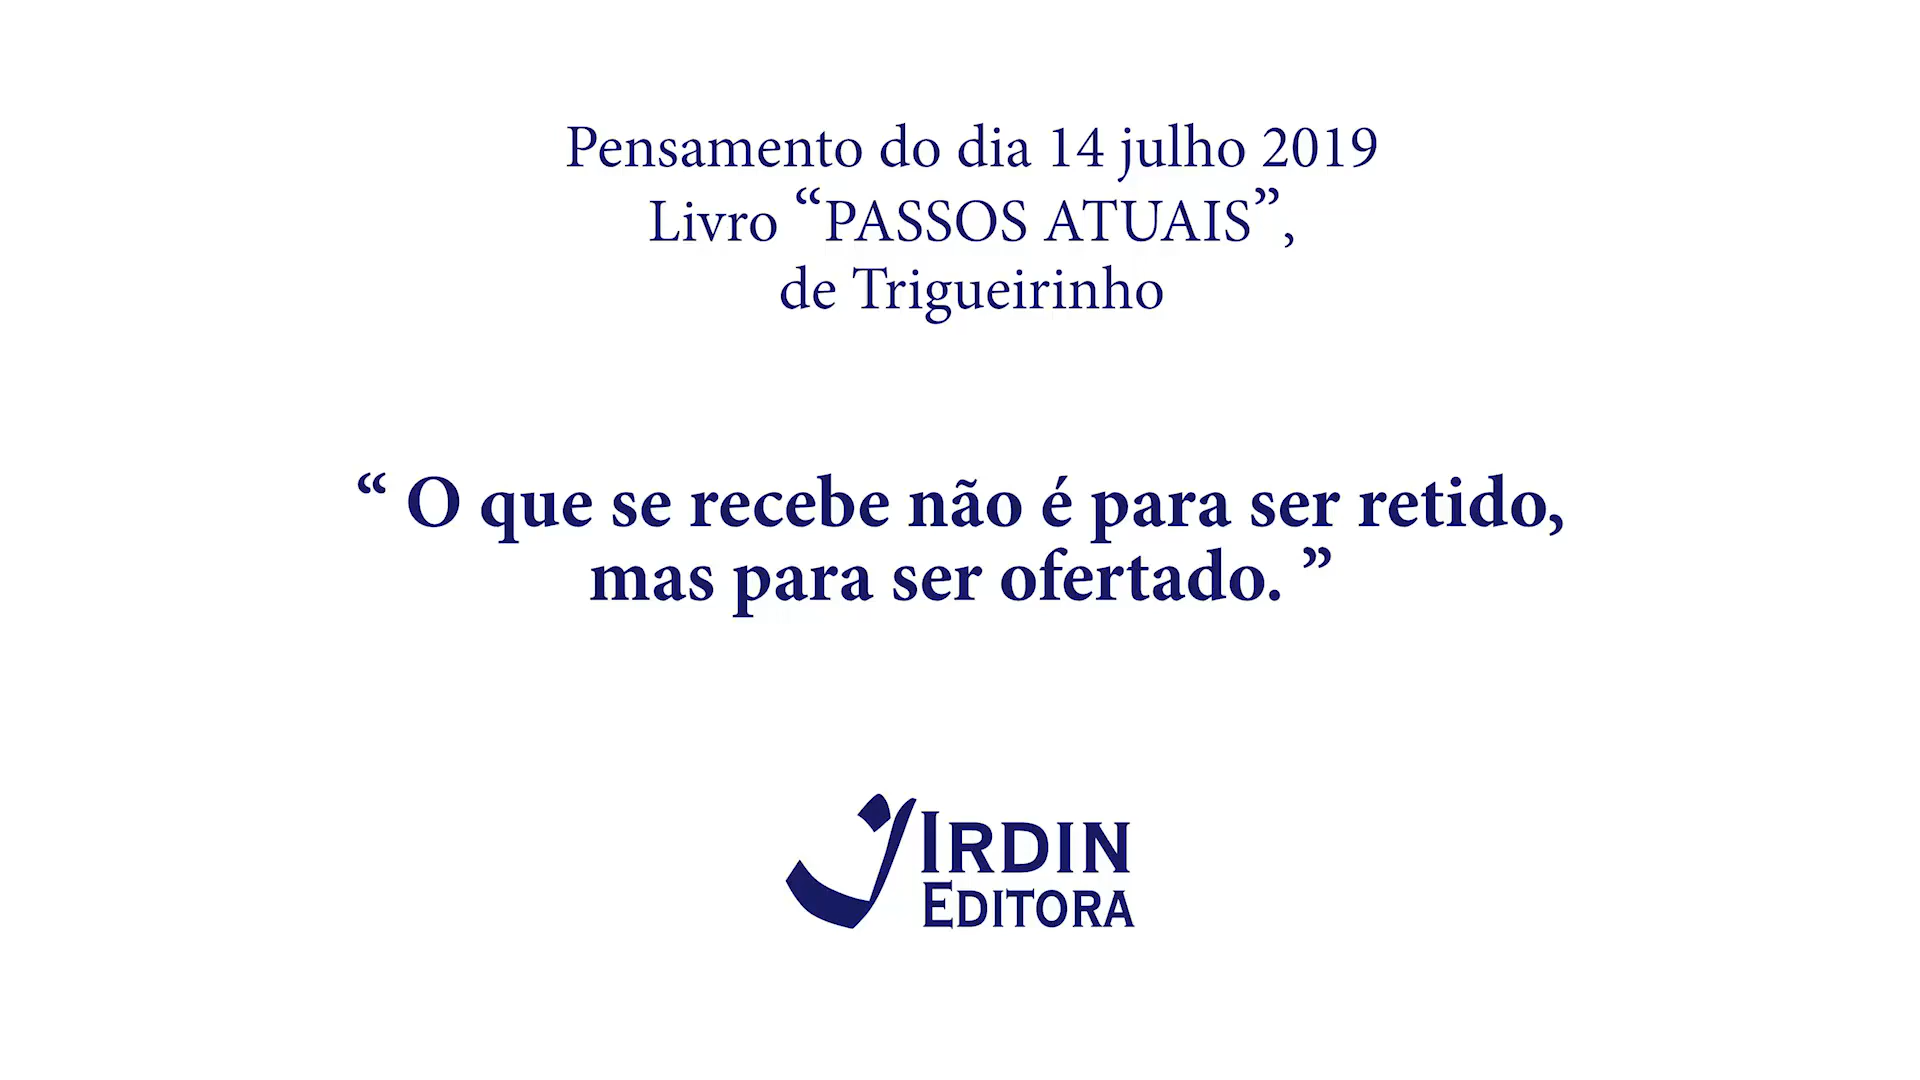 Pensamento do dia 14 julho 2019
Livro “PASSOS ATUAIS”,
de Trigueirinho
“ O que se recebe não é para ser retido,
mas para ser ofertado. ”
IRDIN
EDITORA